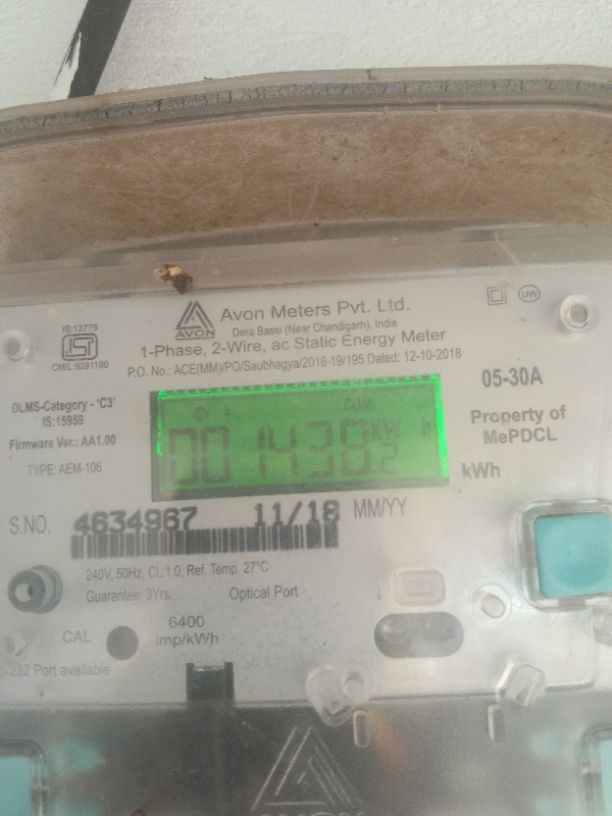 AVON
Avon Meters Pvt. Ltd.
Dera Bassi (Near Chandigarh), India
1-Phase, 2-Wire, ac Static Energy Meter
P.O. No.: ACE(MM)/PO/Saubhagya/2018-19/195 Dated: 12-10-2018
UW
IS:13779
ISI
CM/L:9281180
DLMS-Category - 'C3'
IS:15959
Firmware Ver.: AA1.00
TYPE: AEM-106
001438.2 KW h
05-30A
Property of
MePDCL
kWh
S.NO. 4634967 11/18 MM/YY
240V, 50Hz, CL:1.0, Ref. Temp. 27°C
Guarantee: 3Yrs. Optical Port
CAL
6400
imp/kWh
-232 Port available
AVON